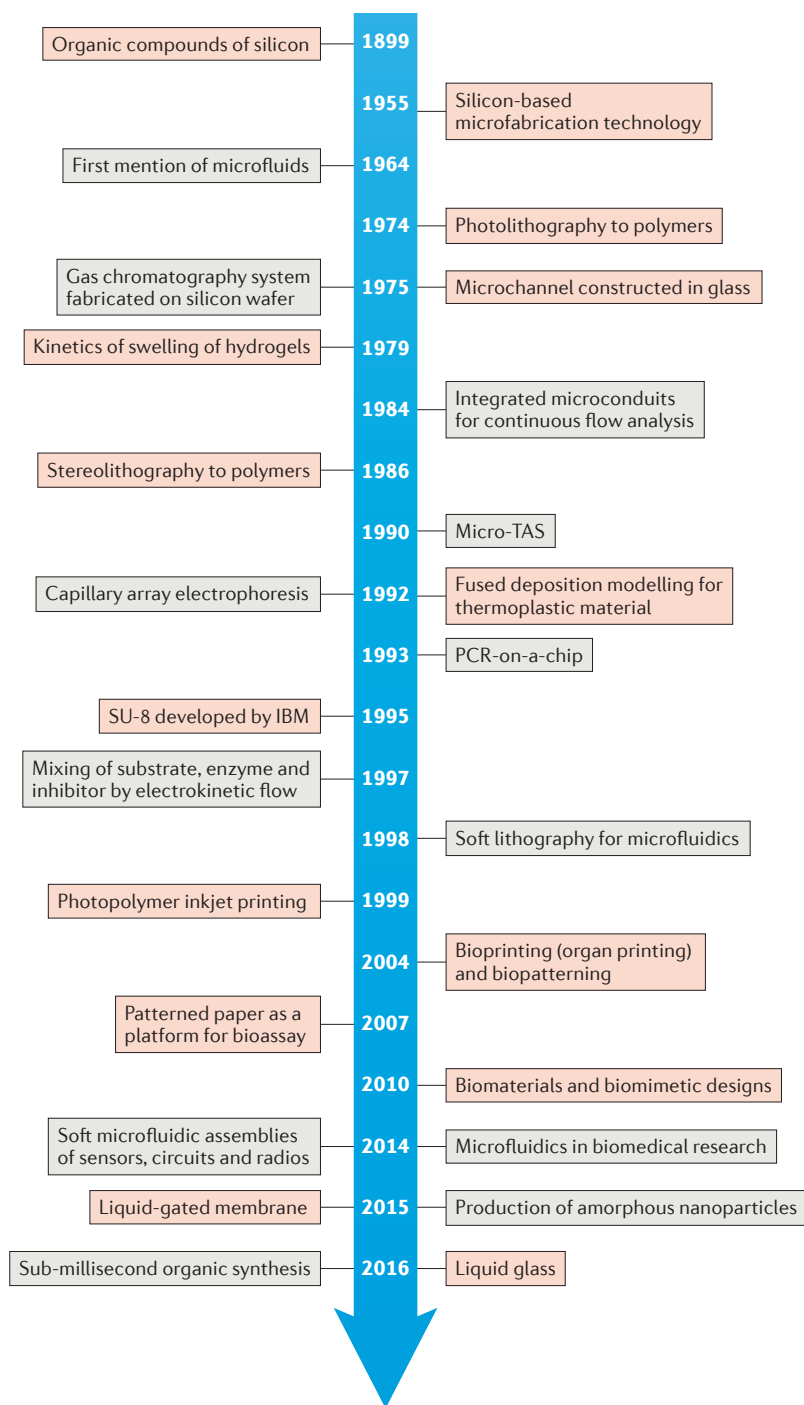 Organic compounds of silicon
1899
1955
Silicon-based
microfabrication technology
First mention of microfluids
1964
1974
Photolithography to polymers
Gas chromatography system
fabricated on silicon wafer
1975
Microchannel constructed in glass
Kinetics of swelling of hydrogels
1979
1984
Integrated microconduits
for continuous flow analysis
Stereolithography to polymers
1986
1990
Micro-TAS
Capillary array electrophoresis
1992
Fused deposition modelling for
thermoplastic material
1993
PCR-on-a-chip
SU-8 developed by IBM
1995
Mixing of substrate, enzyme and
inhibitor by electrokinetic flow
1997
1998
Soft lithography for microfluidics
Photopolymer inkjet printing
1999
2004
Bioprinting (organ printing)
and biopatterning
Patterned paper as a
platform for bioassay
2007
2010
Biomaterials and biomimetic designs
Soft microfluidic assemblies
of sensors, circuits and radios
2014
Microfluidics in biomedical research
Liquid-gated membrane
2015
Production of amorphous nanoparticles
Sub-millisecond organic synthesis
2016
Liquid glass